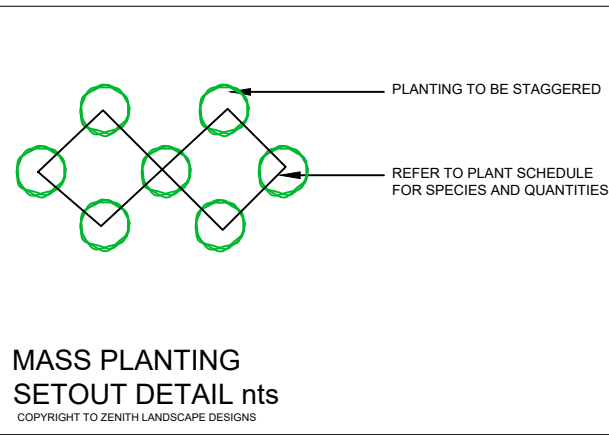 PLANTING TO BE STAGGERED
REFER TO PLANT SCHEDULE
FOR SPECIES AND QUANTITIES
MASS PLANTING
SETOUT DETAIL nts
COPYRIGHT TO ZENITH LANDSCAPE DESIGNS